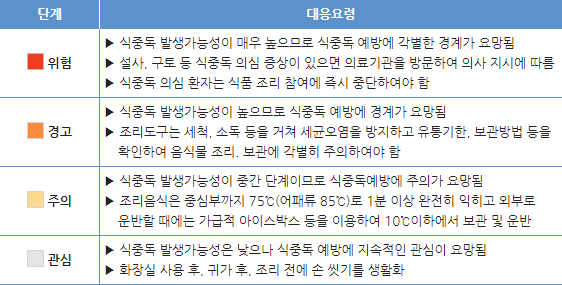 단계
대응요령
위험
▶ 식중독 발생가능성이 매우 높으므로 식중독 예방에 각별한 경계가 요망됨
▶ 설사, 구토 등 식중독 의심 증상이 있으면 의료기관을 방문하여 의사 지시에 따름
▶ 식중독 의심 환자는 식품 조리 참여에 즉시 중단하여야 함
경고
▶ 식중독 발생가능성이 높으므로 식중독 예방에 경계가 요망됨
▶ 조리도구는 세척, 소독 등을 거쳐 세균오염을 방지하고 유통기한, 보관방법 등을
확인하여 음식물 조리. 보관에 각별히 주의하여야 함
주의
▶ 식중독 발생가능성이 중간 단계이므로 식중독예방에 주의가 요망됨
▶ 조리음식은 중심부까지 75℃(어패류 85℃)로 1분 이상 완전히 익히고 외부로
운반할 때에는 가급적 아이스박스 등을 이용하여 10℃이하에서 보관 및 운반
관심
▶ 식중독 발생가능성은 낮으나 식중독 예방에 지속적인 관심이 요망됨
▶ 화장실 사용 후, 귀가 후, 조리 전에 손 씻기를 생활화